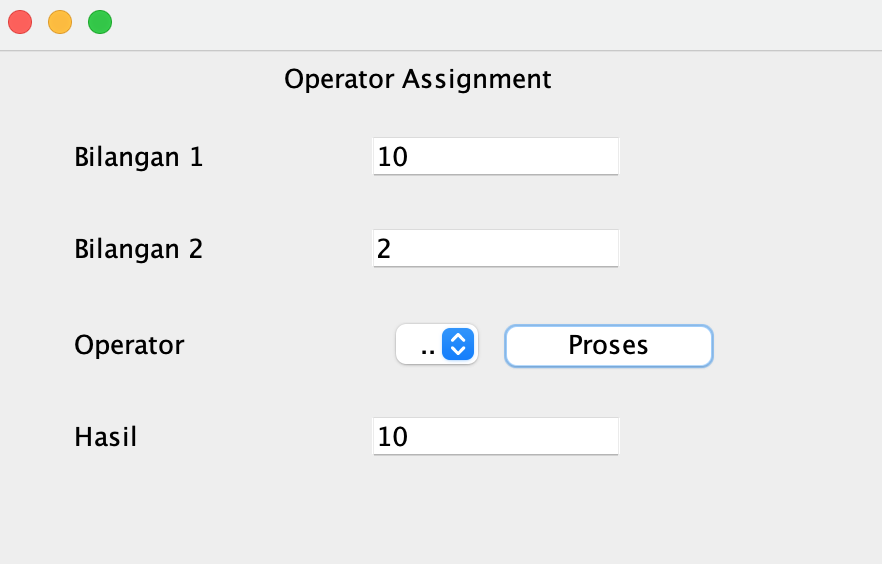 Operator Assignment
Bilangan 1 10
Bilangan 2 2
Operator .. Proses
Hasil 10